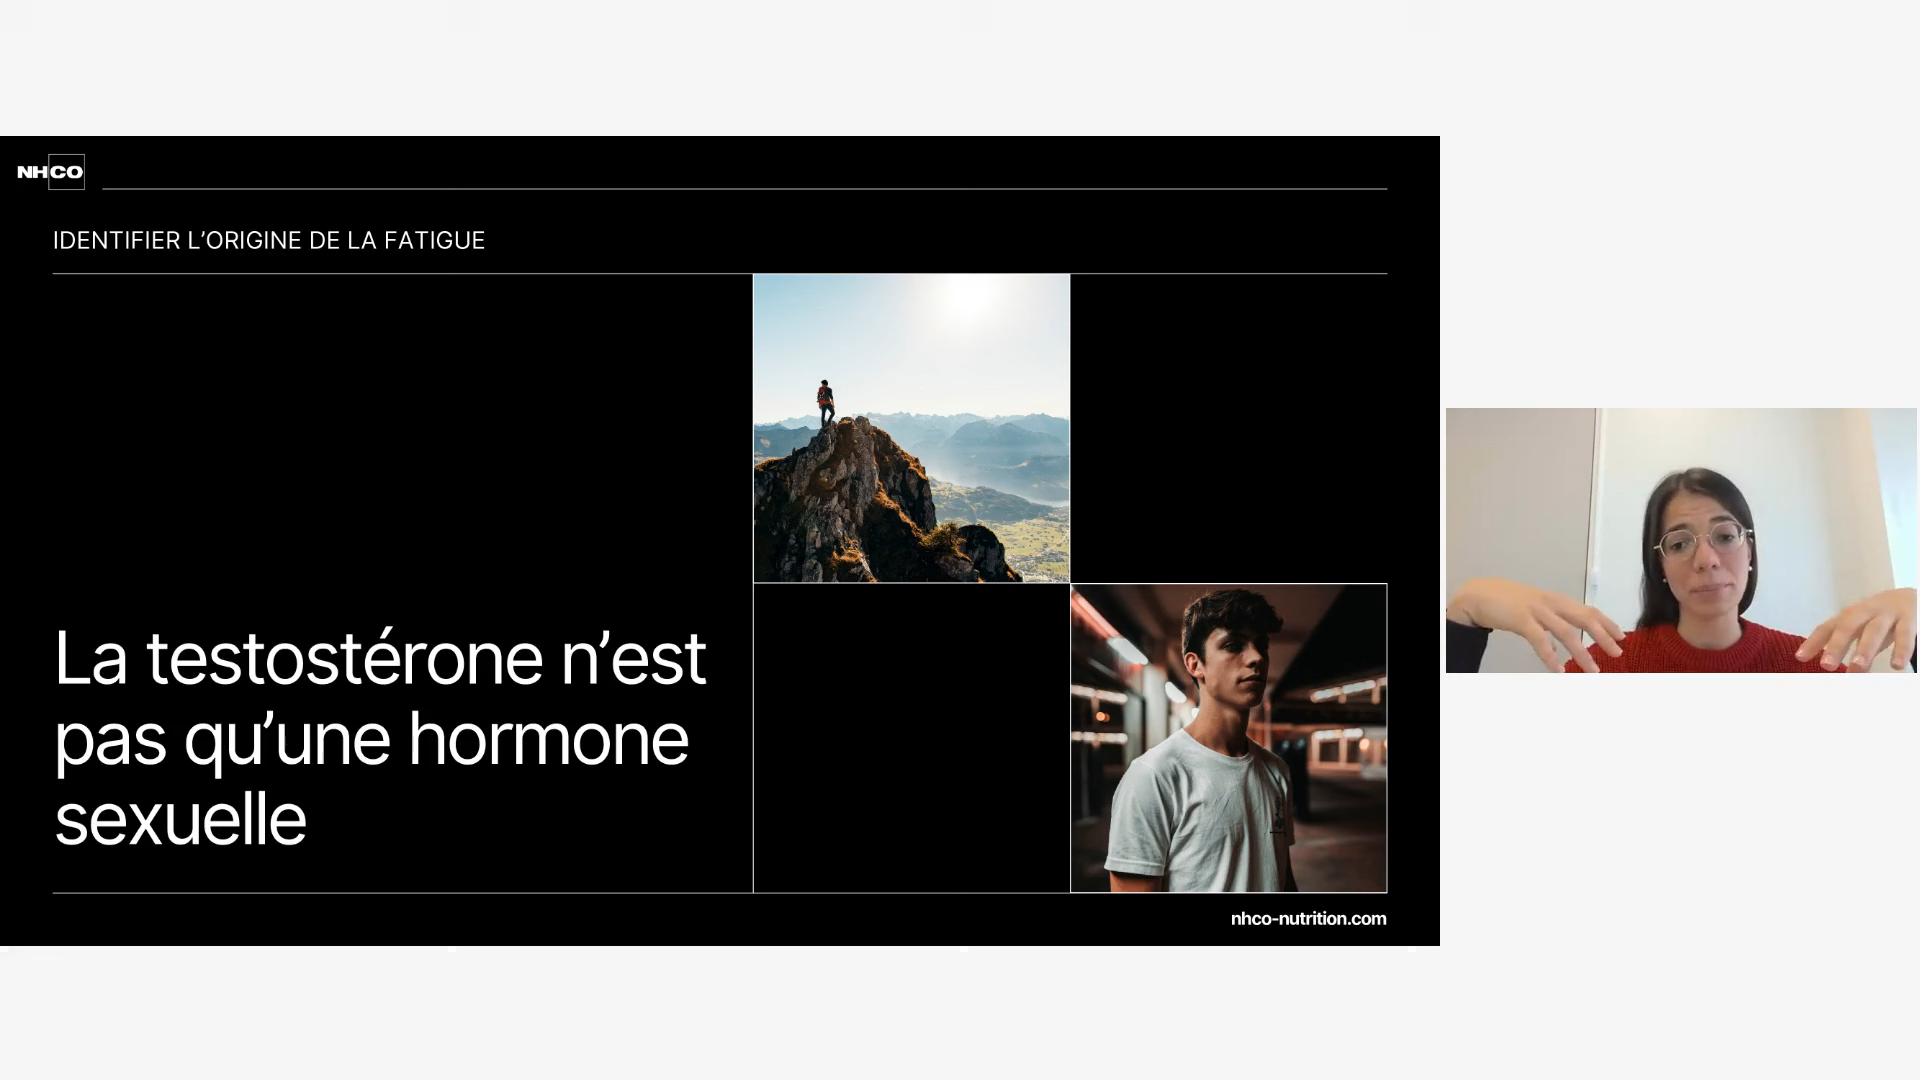 NHCO
IDENTIFIER L’ORIGINE DE LA FATIGUE
La testostérone n’est
pas qu’une hormone
sexuelle
nhco-nutrition.com